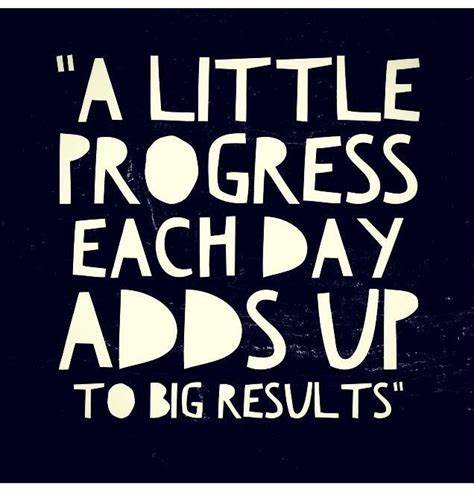 "A LITTLE
PROGRESS
EACH DAY
ADDS UP
TO BIG RESULTS"